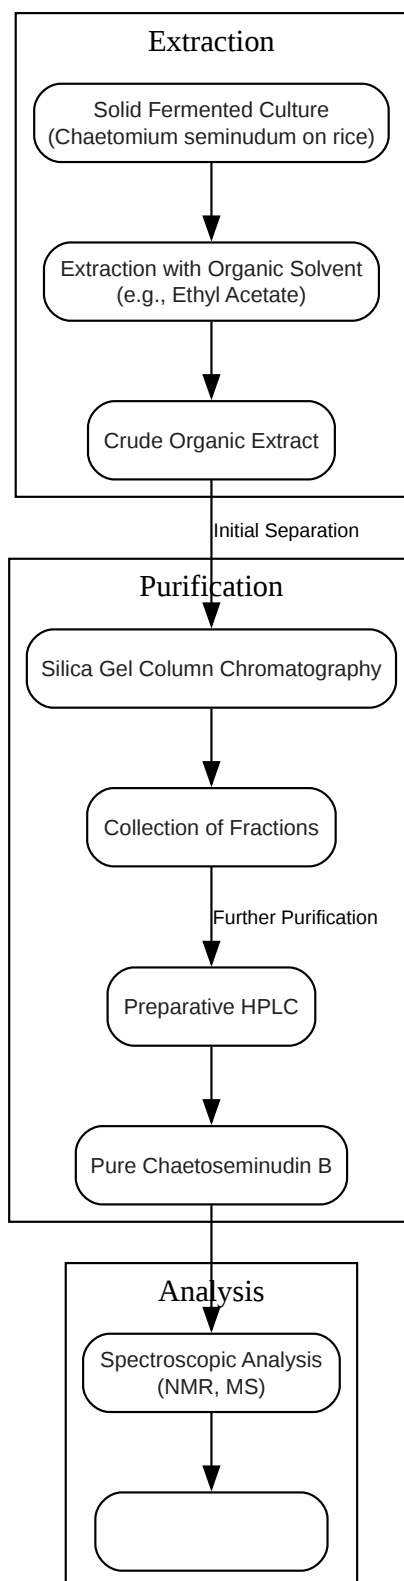 Extraction
Solid Fermented Culture
(Chaetomium seminudum on rice)
Extraction with Organic Solvent
(e.g., Ethyl Acetate)
Crude Organic Extract
Initial Separation
Purification
Silica Gel Column Chromatography
Collection of Fractions
Further Purification
Preparative HPLC
Pure Chaetoseminudin B
Analysis
Spectroscopic Analysis
(NMR, MS)